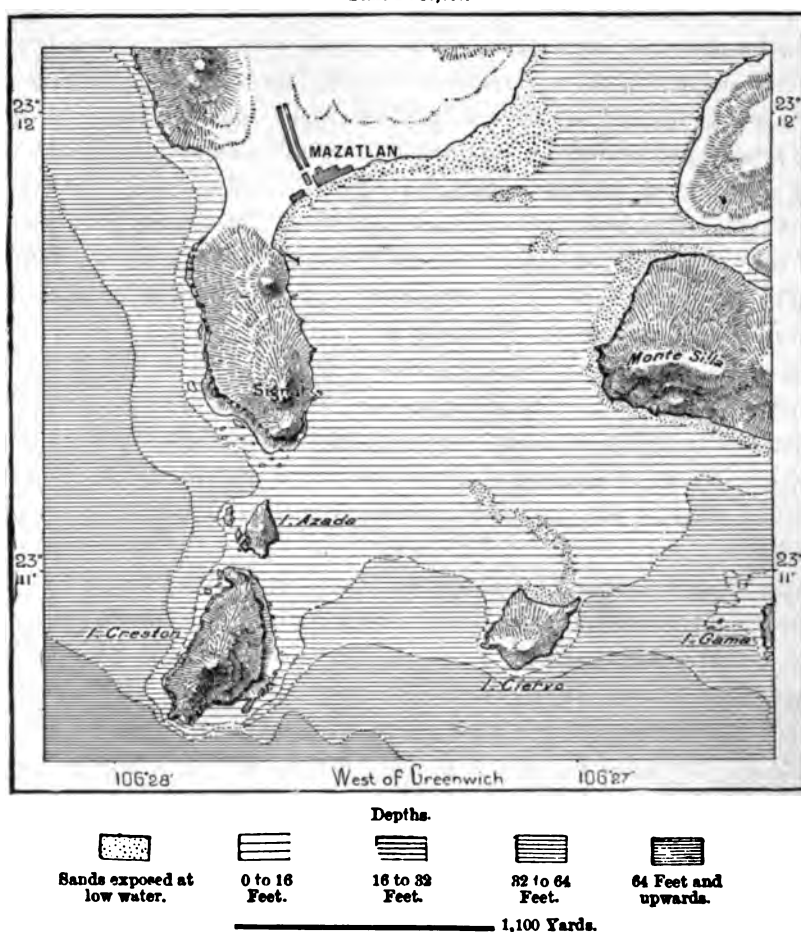 23°
12'
23°
12'
MAZATLAN
Monte Silla
I. Azada
23°
11'
23°
11'
I. Creston
I. Gama
I. Ciervo
106°28'
West of Greenwich
106°27'
Depths.
Sands exposed at
low water.
0 to 16
Feet.
16 to 32
Feet.
32 to 64
Feet.
64 Feet and
upwards.
1,100 Yards.